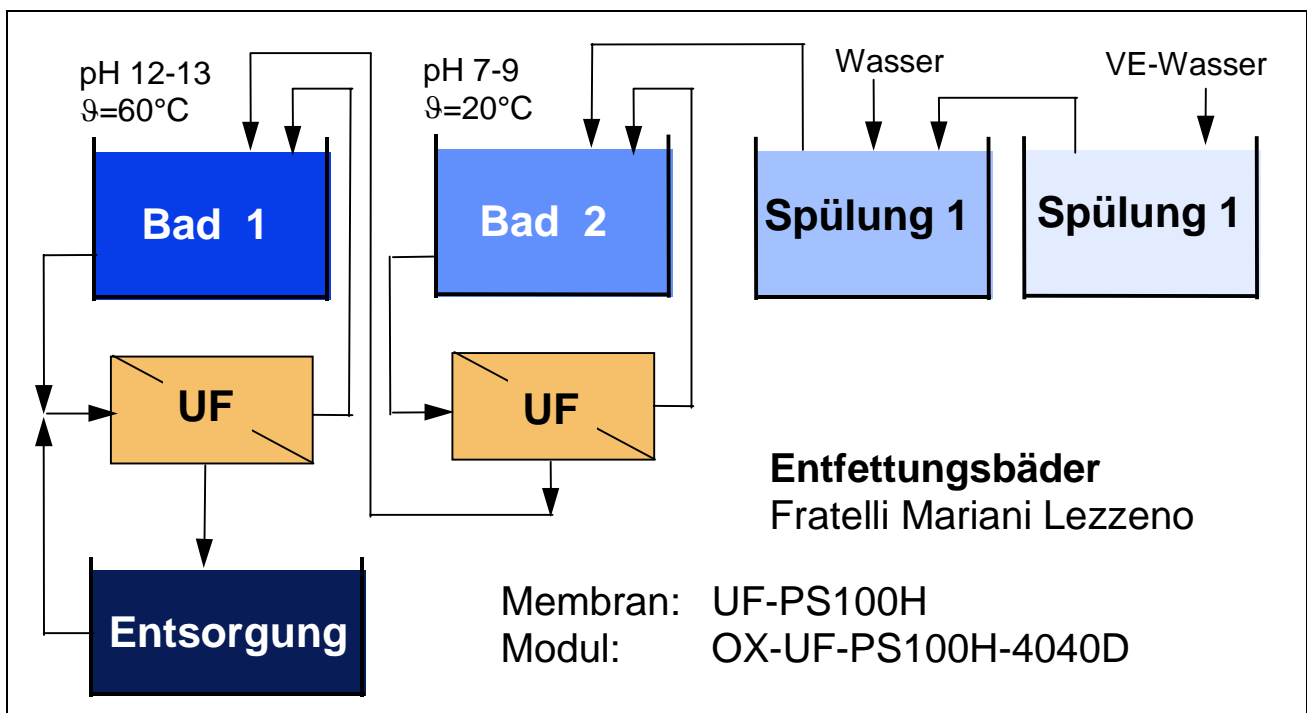 pH 12-13
ϑ=60°C
pH 7-9
ϑ=20°C
Wasser
VE-Wasser
Bad 1
Bad 2
Spülung 1
Spülung 1
UF
UF
Entsorgung
Entfettungsbäder
Fratelli Mariani Lezzeno
Membran: UF-PS100H
Modul: OX-UF-PS100H-4040D